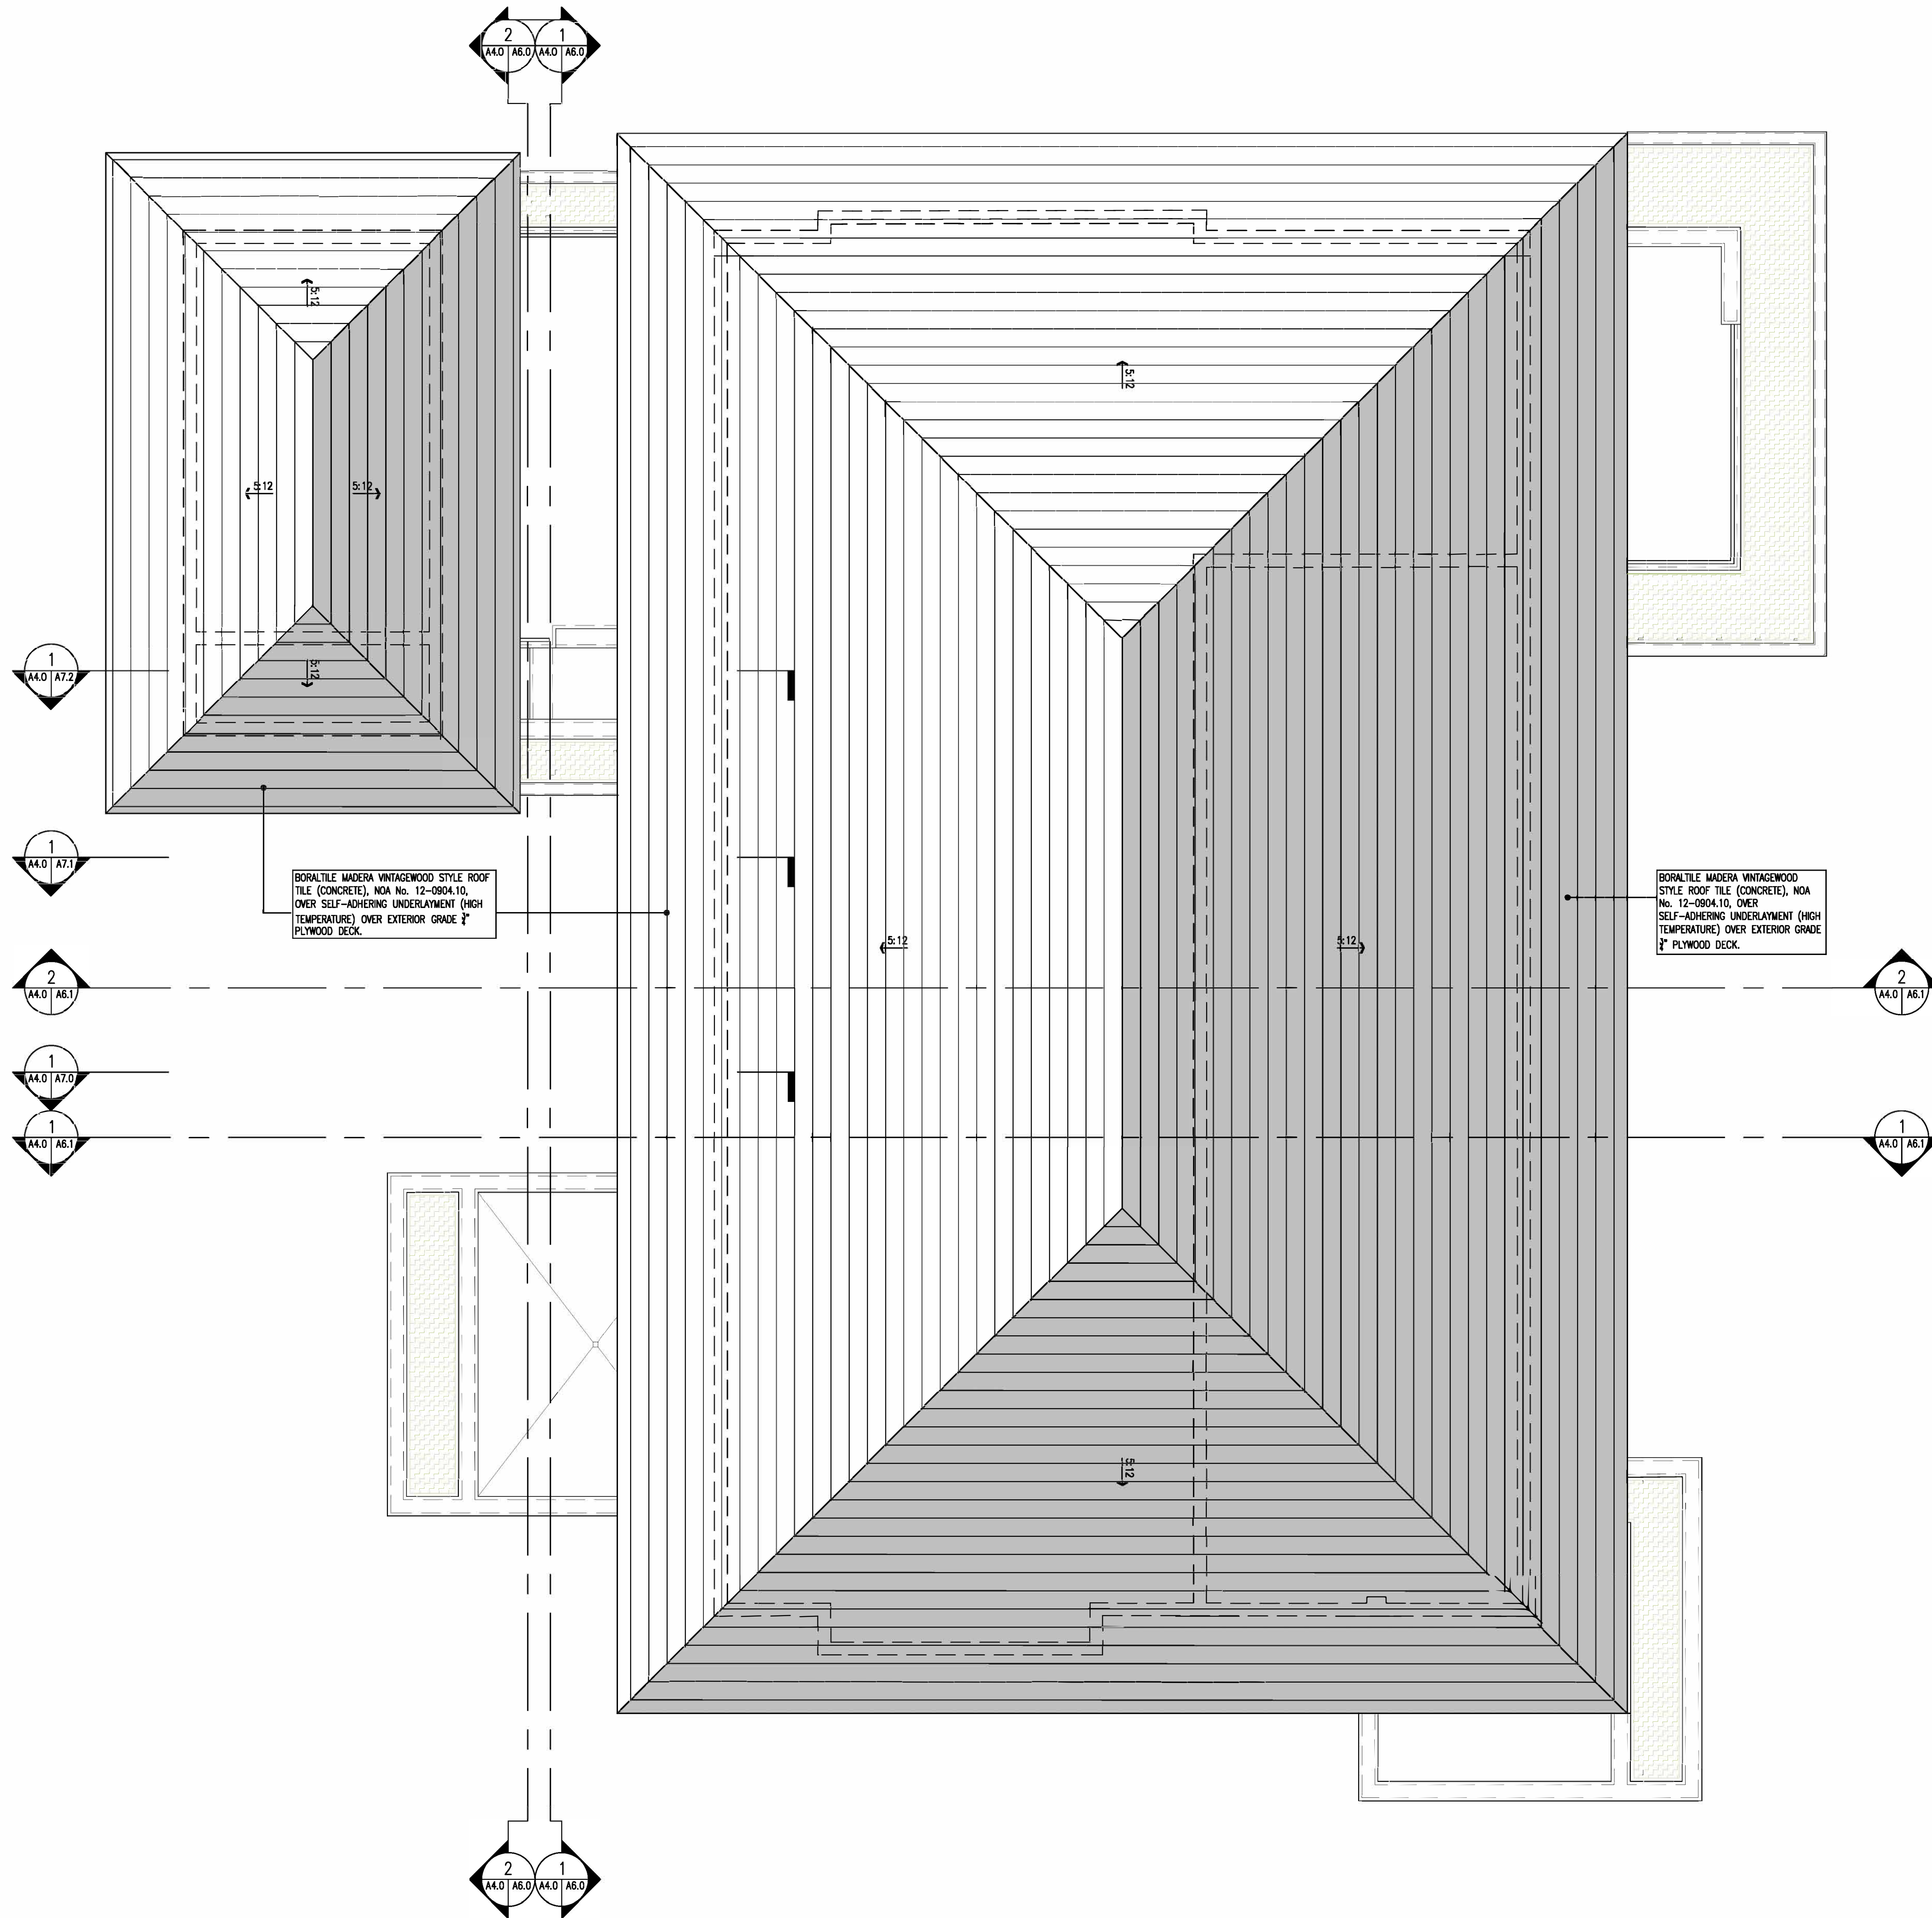 2 1
A4.0 A6.0 A4.0 A6.0
5:12
5:12
5:12 5:12
5:12
1
A4.0 A7.2
1
A4.0 A7.1
BORALTILE MADERA VINTAGEWOOD STYLE ROOF
TILE (CONCRETE), NOA No. 12-0904.10,
OVER SELF-ADHERING UNDERLAYMENT (HIGH
TEMPERATURE) OVER EXTERIOR GRADE ¾"
PLYWOOD DECK.
BORALTILE MADERA VINTAGEWOOD
STYLE ROOF TILE (CONCRETE), NOA
No. 12-0904.10, OVER
SELF-ADHERING UNDERLAYMENT (HIGH
TEMPERATURE) OVER EXTERIOR GRADE
¾" PLYWOOD DECK.
5:12 5:12
2
A4.0 A6.1
2
A4.0 A6.1
1
A4.0 A7.0
1
A4.0 A6.1
1
A4.0 A6.1
5:12
2 1
A4.0 A6.0 A4.0 A6.0